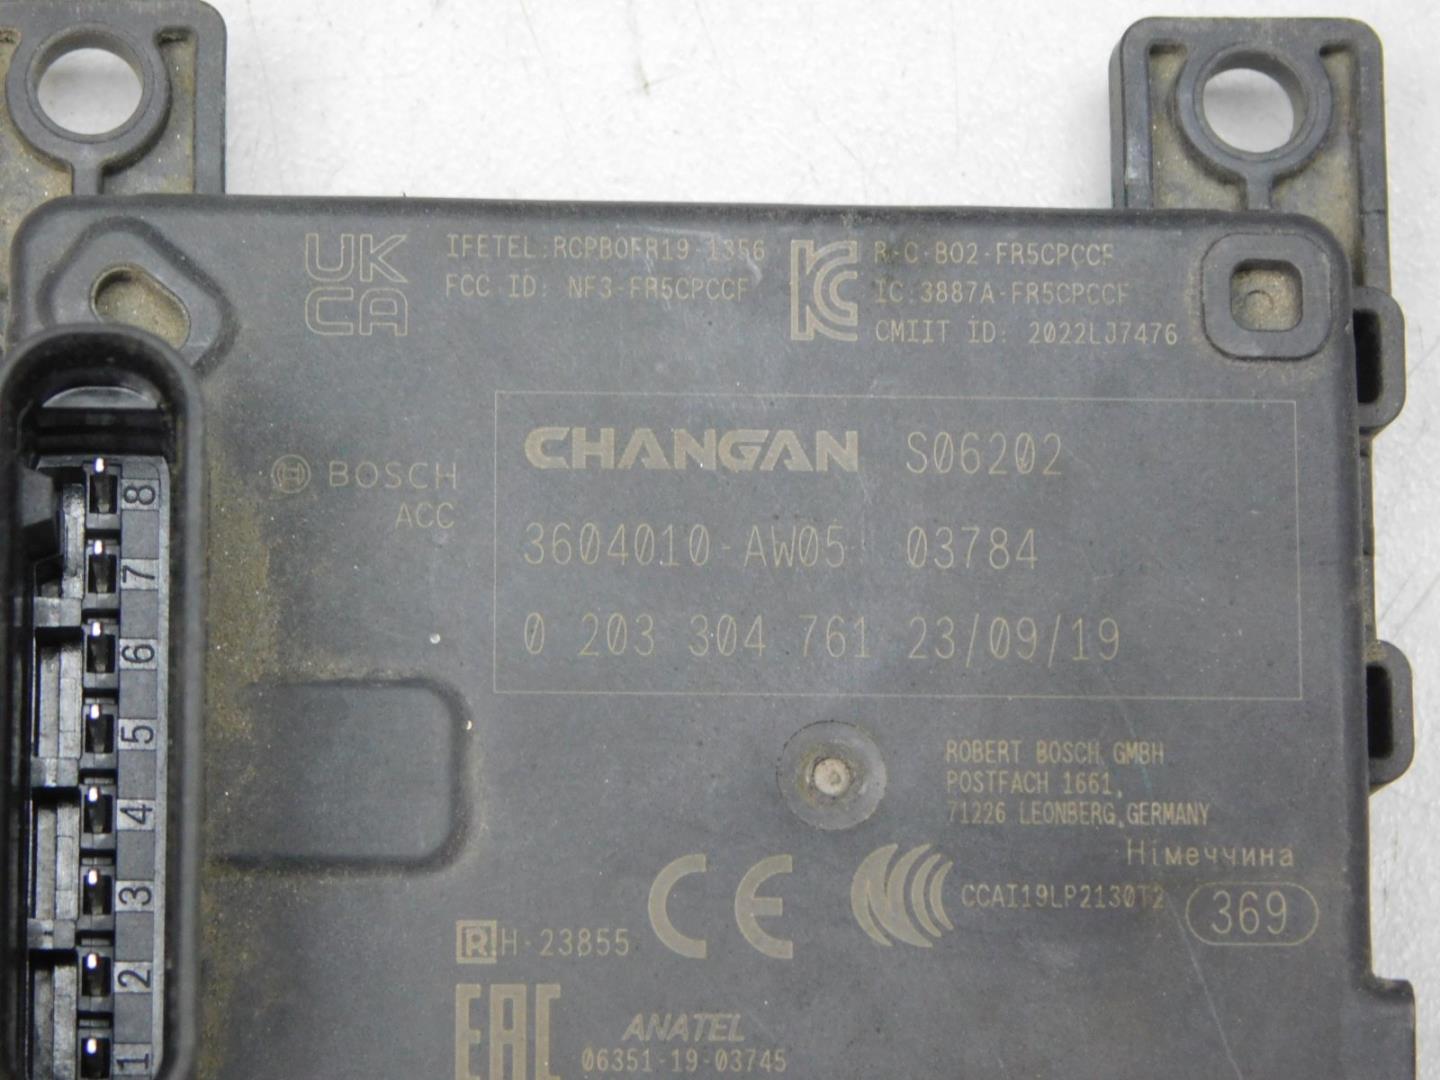 UK
CA
IFETEL:RCPBOFR19-1356
FCC ID: NF3-FR5CPCCF
R-C-BO2-FR5CPCCF
IC:3887A-FR5CPCCF
CMIIT ID: 2022LJ7476
BOSCH
ACC
CHANGAN S06202
3604010-AW05 03784
0 203 304 761 23/09/19
ROBERT BOSCH GMBH
POSTFACH 1661,
71226 LEONBERG,GERMANY
Німеччина
CE
CCAI19LP2130T2
369
R H-23855
EAC
ANATEL
06351-19-03745
8
7
6
5
4
3
2
1